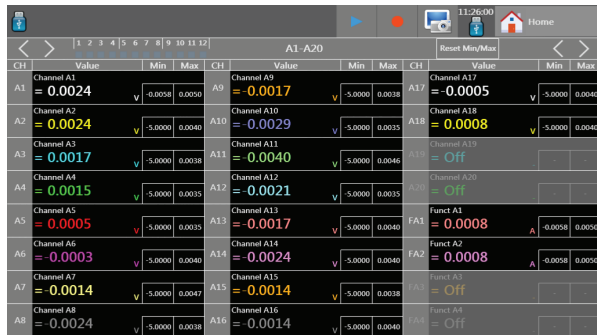 11:26:00
Home
1 2 3 4 5 6 7 8 9 10 11 12
A1-A20
Reset Min/Max
CH Value Min Max CH Value Min Max CH Value Min Max
Channel A1
A1 = 0.0024 V -0.0058 0.0050
Channel A2
A2 = 0.0024 V -5.0000 0.0040
Channel A3
A3 = 0.0017 V -5.0000 0.0038
Channel A4
A4 = 0.0015 V -5.0000 0.0035
Channel A5
A5 = 0.0005 V -5.0000 0.0035
Channel A6
A6 =-0.0003 V -5.0000 0.0040
Channel A7
A7 =-0.0014 V -5.0000 0.0047
Channel A8
A8 =-0.0024 V -5.0000 0.0038
Channel A9
A9 =-0.0017 V -5.0000 0.0038
Channel A10
A10 =-0.0029 V -5.0000 0.0035
Channel A11
A11 =-0.0040 V -5.0000 0.0046
Channel A12
A12 =-0.0021 V -5.0000 0.0035
Channel A13
A13 =-0.0017 V -5.0000 0.0040
Channel A14
A14 =-0.0024 V -5.0000 0.0040
Channel A15
A15 =-0.0014 V -5.0000 0.0038
Channel A16
A16 =-0.0014 V -5.0000 0.0040
Channel A17
A17 =-0.0005 V -5.0000 0.0040
Channel A18
A18 = 0.0008 V -5.0000 0.0040
Channel A19
A19 = Off - -
Channel A20
A20 = Off - -
Funct A1
FA1 = 0.0008 A -0.0058 0.0050
Funct A2
FA2 = 0.0008 A -0.0058 0.0050
Funct A3
FA3 = Off - -
Funct A4
FA4 = Off - -